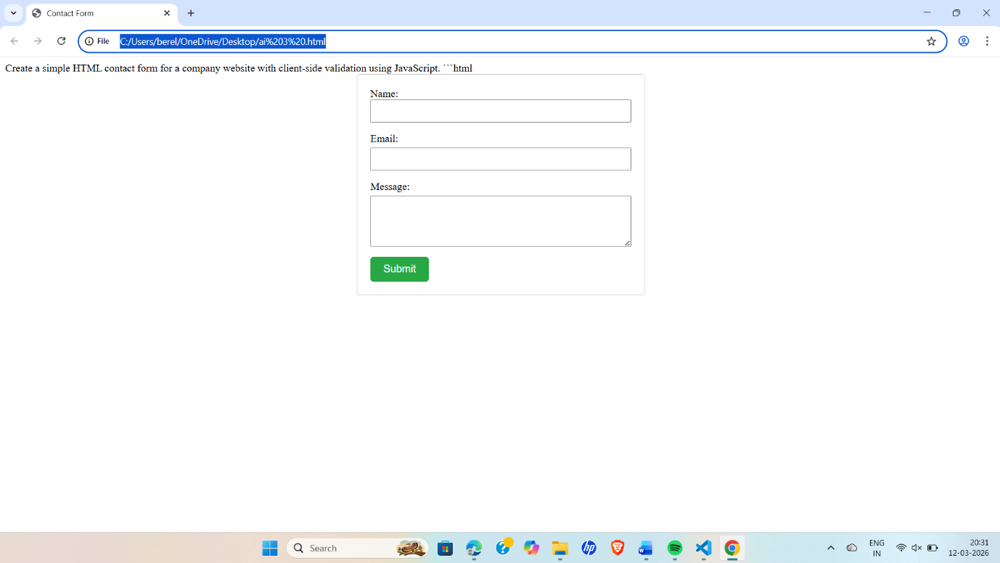 Contact Form
File
C:/Users/berel/OneDrive/Desktop/ai%203%20.html
Create a simple HTML contact form for a company website with client-side validation using JavaScript. ```html
Name:
Email:
Message:
Submit
Search
ENG
IN
20:31
12-03-2026